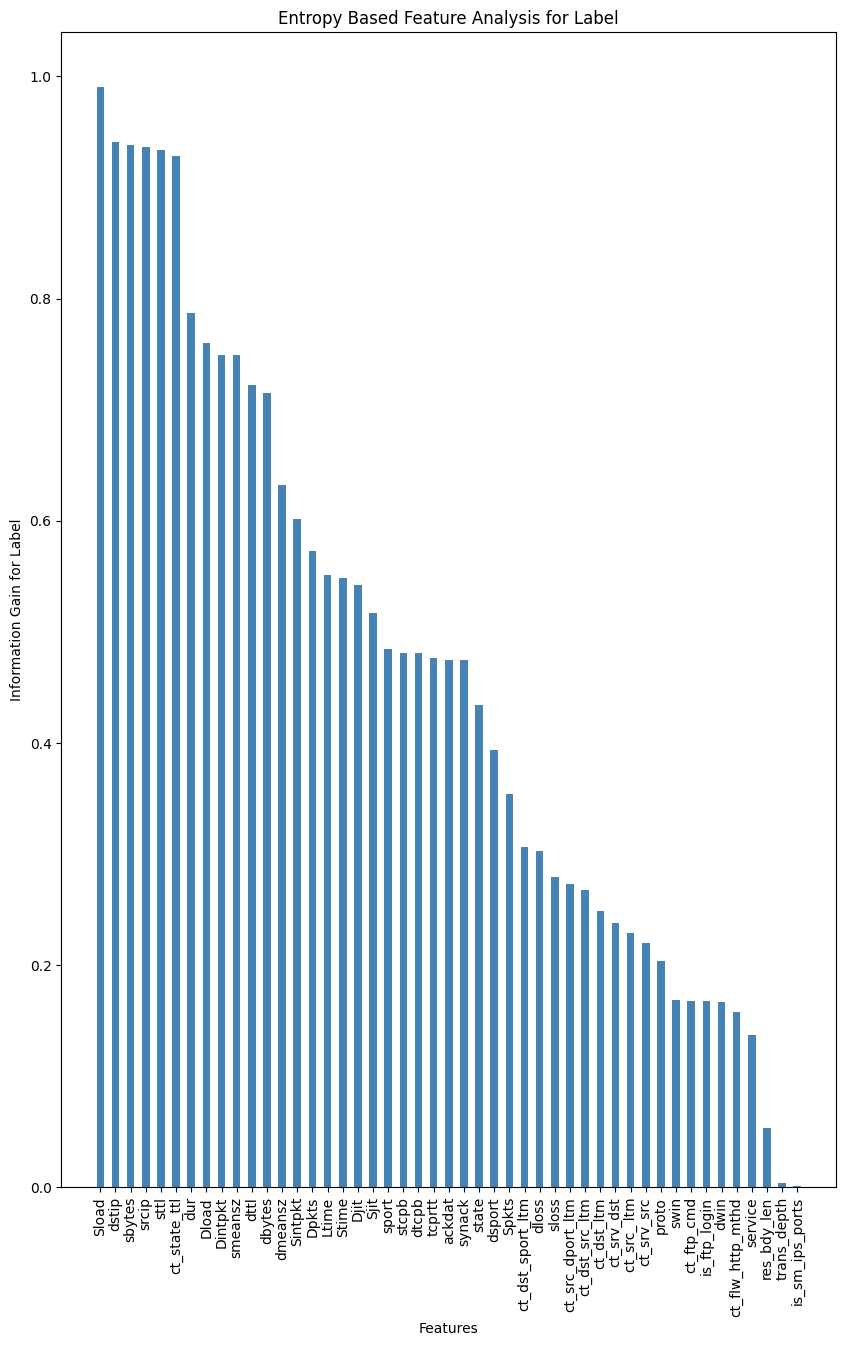 Entropy Based Feature Analysis for Label
Information Gain for Label
1.0
0.8
0.6
0.4
0.2
0.0
Sload
dstip
sbytes
srcip
sttl
ct_state_ttl
dur
Dload
Dintpkt
smeansz
dttl
dbytes
dmeansz
Sintpkt
Dpkts
Ltime
Stime
Djit
Sjit
sport
stcpb
dtcpb
tcprtt
ackdat
synack
state
dsport
Spkts
ct_dst_sport_ltm
dloss
sloss
ct_src_dport_ltm
ct_dst_src_ltm
ct_dst_ltm
ct_srv_dst
ct_src_ ltm
ct_srv_src
proto
swin
ct_ftp_cmd
is_ftp_login
dwin
ct_flw_http_mthd
service
res_bdy_len
trans_depth
is_sm_ips_ports
Features